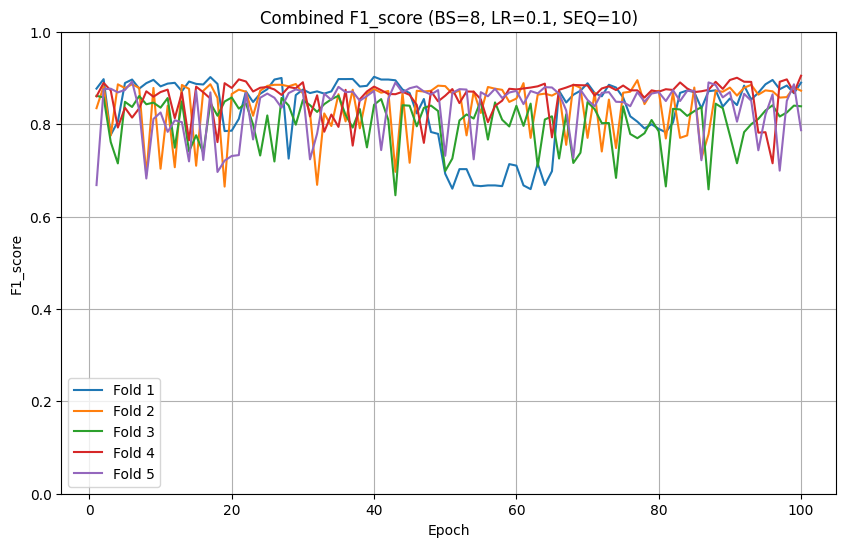 Combined F1_score (BS=8, LR=0.1, SEQ=10)
1.0
0.8
0.6
0.4
0.2
0.0
F1_score
Fold 1
Fold 2
Fold 3
Fold 4
Fold 5
0 20 40 60 80 100
Epoch